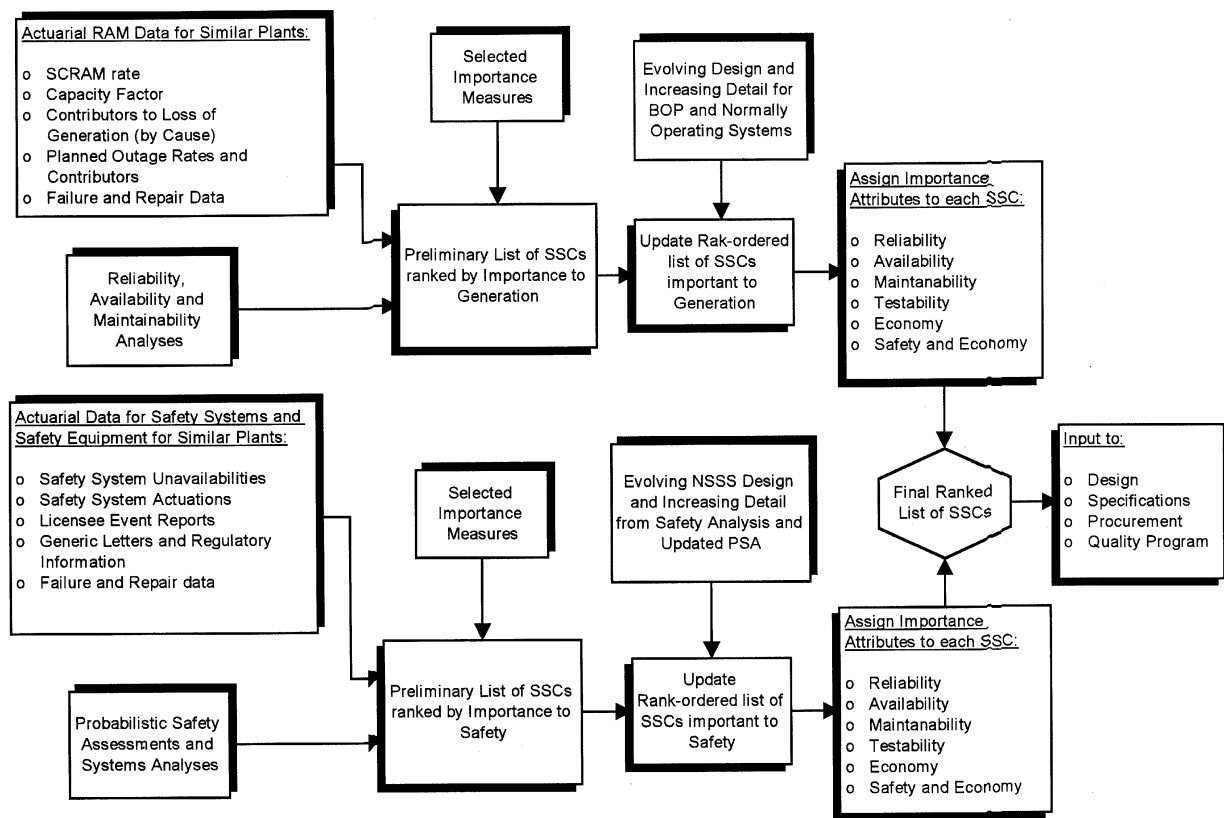 Actuarial RAM Data for Similar Plants:
o SCRAM rate
o Capacity Factor
o Contributors to Loss of
Generation (by Cause)
o Planned Outage Rates and
Contributors
o Failure and Repair Data
Selected
Importance
Measures
Evolving Design and
Increasing Detail for
BOP and Normally
Operating Systems
Reliability,
Availability and
Maintainability
Analyses
Preliminary List of SSCs
ranked by Importance to
Generation
Update Rak-ordered
list of SSCs
important to
Generation
Assign Importance
Attributes to each SSC:
o Reliability
o Availability
o Maintanability
o Testability
o Economy
o Safety and Economy
Actuarial Data for Safety Systems and
Safety Equipment for Similar Plants:
o Safety System Unavailabilities
o Safety System Actuations
o Licensee Event Reports
o Generic Letters and Regulatory
Information
o Failure and Repair data
Selected
Importance
Measures
Evolving NSSS Design
and Increasing Detail
from Safety Analysis and
Updated PSA
Final Ranked
List of SSCs
Input to:
o Design
o Specifications
o Procurement
o Quality Program
Probabilistic Safety
Assessments and
Systems Analyses
Preliminary List of SSCs
ranked by Importance to
Safety
Update
Rank-ordered list of
SSCs important to
Safety
Assign Importance
Attributes to each SSC:
o Reliability
o Availability
o Maintanability
o Testability
o Economy
o Safety and Economy